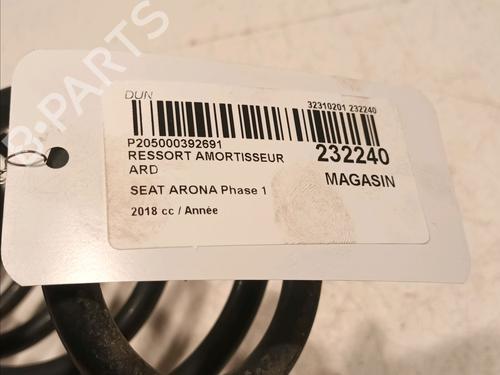 DUN
32310201 232240
P205000392691
RESSORT AMORTISSEUR
ARD
232240
MAGASIN
SEAT ARONA Phase 1
2018 cc / Année
B-PARTS